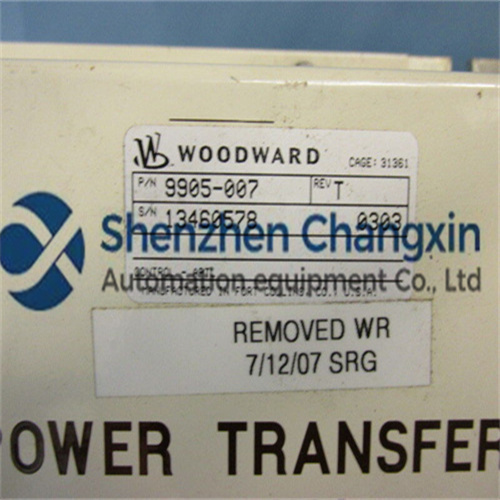 WOODWARD
CAGE: 31361
P/N 9905-007 REV T
S/N 13460578 0303
Shenzhen Changxin
Automation equipment Co., Ltd
REMOVED WR
7/12/07 SRG
POWER TRANSFER